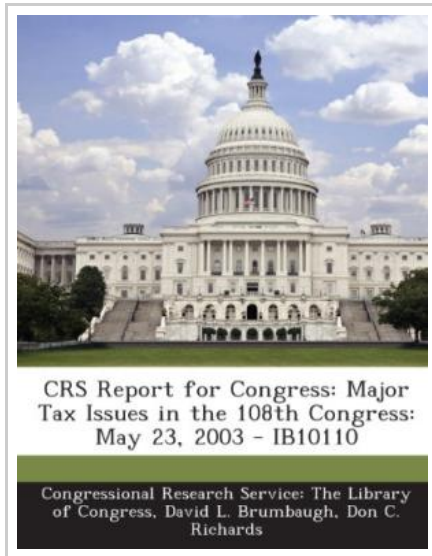 CRS Report for Congress: Major
Tax Issues in the 108th Congress:
May 23, 2003 - IB10110
Congressional Research Service: The Library
of Congress, David L. Brumbaugh, Don C.
Richards